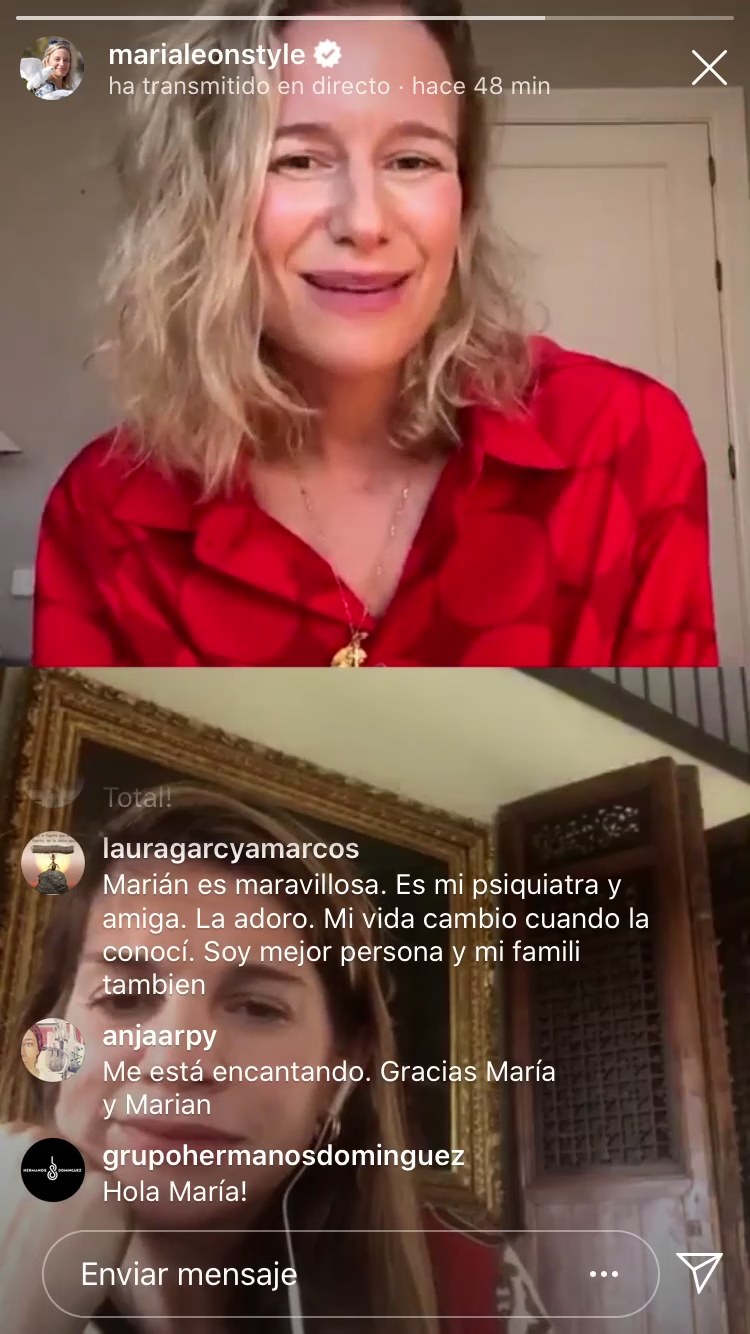 marialeonstyle
ha transmitido en directo · hace 48 min
Total!
lauragarcyamarcos
Marián es maravillosa. Es mi psiquiatra y
amiga. La adoro. Mi vida cambio cuando la
conocí. Soy mejor persona y mi famili
tambien
anjaarpy
Me está encantando. Gracias María
y Marian
HERMANOS DOMINGUEZ
grupohermanosdominguez
Hola María!
Enviar mensaje